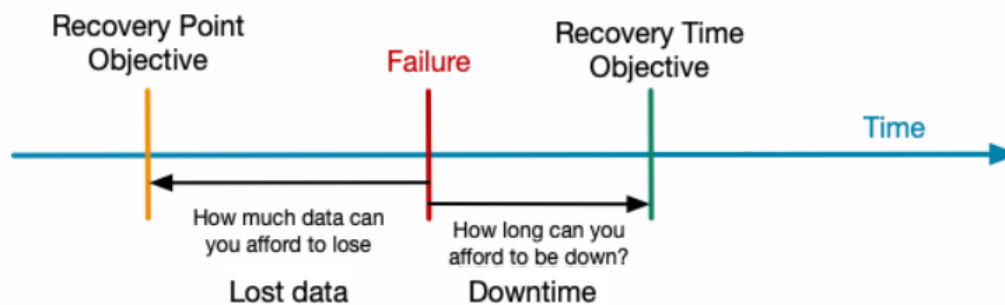 Recovery Point
Objective
Failure
Recovery Time
Objective
Time
How much data can
you afford to lose
How long can you
afford to be down?
Lost data
Downtime